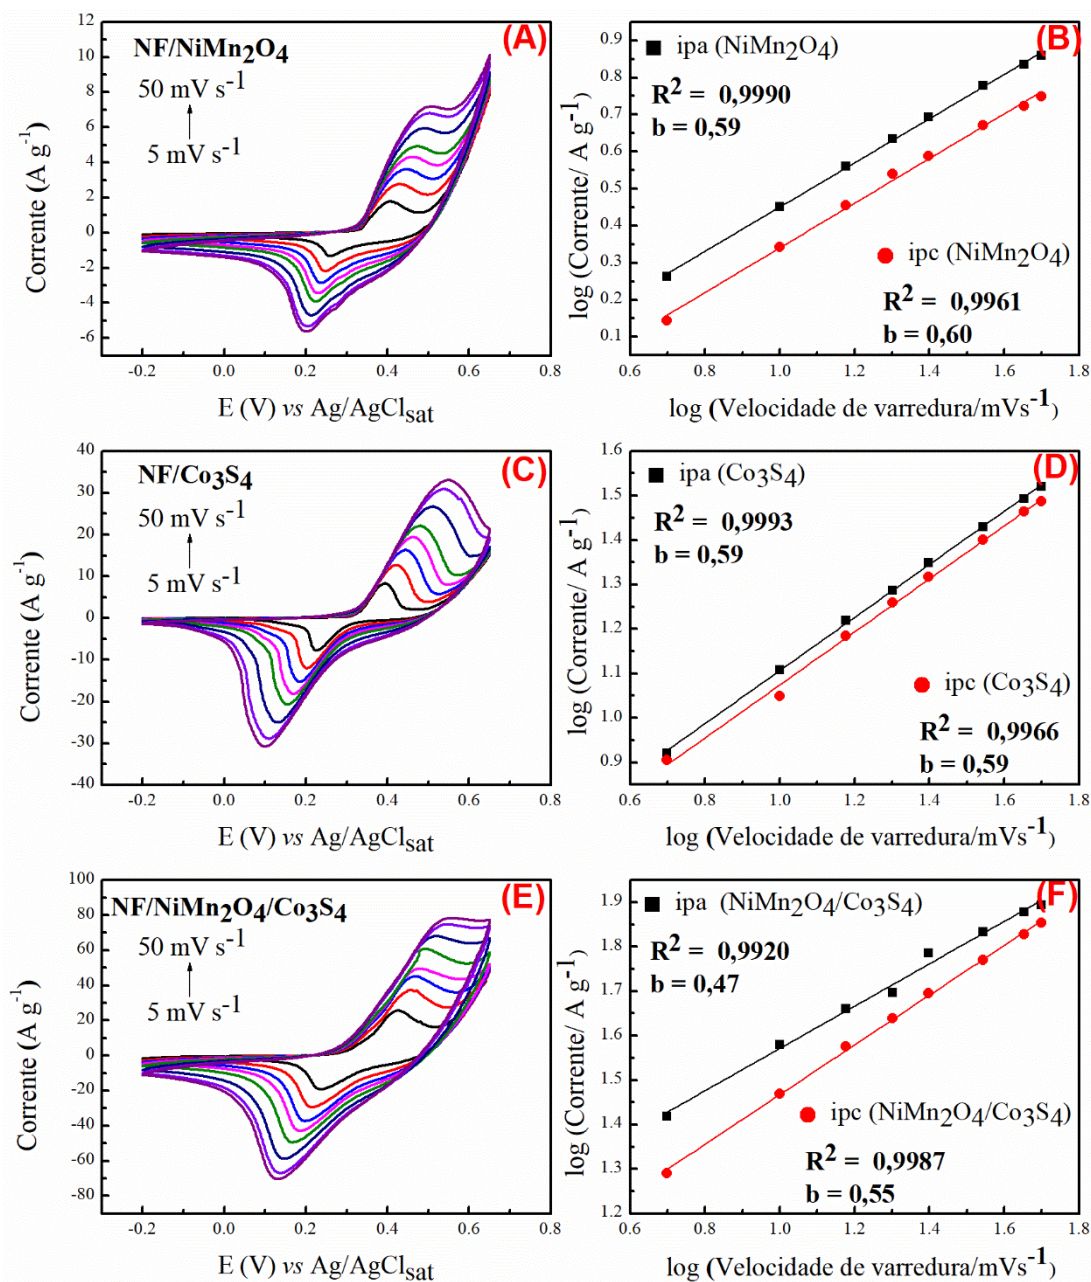 (A)
NF/NiMn2O4
50 mV s-1
5 mV s-1
12
10
8
6
4
2
0
-2
-4
-6
-0.2
0.0
0.2
0.4
0.6
0.8
Corrente (A g-1)
E (V) vs Ag/AgClsat
(B)
ipa (NiMn2O4)
R2 = 0,9990
b = 0,59
ipc (NiMn2O4)
R2 = 0,9961
b = 0,60
0.9
0.8
0.7
0.6
0.5
0.4
0.3
0.2
0.1
0.6
0.8
1.0
1.2
1.4
1.6
1.8
log (Corrente/ A g-1)
log (Velocidade de varredura/mVs-1)
(C)
NF/Co3S4
50 mV s-1
5 mV s-1
40
30
20
10
0
-10
-20
-30
-40
-0.2
0.0
0.2
0.4
0.6
0.8
Corrente (A g-1)
E (V) vs Ag/AgClsat
(D)
ipa (Co3S4)
R2 = 0,9993
b = 0,59
ipc (Co3S4)
R2 = 0,9966
b = 0,59
1.6
1.5
1.4
1.3
1.2
1.1
1.0
0.9
0.6
0.8
1.0
1.2
1.4
1.6
1.8
log (Corrente/ A g-1)
log (Velocidade de varredura/mVs-1)
(E)
NF/NiMn2O4/Co3S4
50 mV s-1
5 mV s-1
100
80
60
40
20
0
-20
-40
-60
-80
-0.2
0.0
0.2
0.4
0.6
0.8
Corrente (A g-1)
E (V) vs Ag/AgClsat
(F)
ipa (NiMn2O4/Co3S4)
R2 = 0,9920
b = 0,47
ipc (NiMn2O4/Co3S4)
R2 = 0,9987
b = 0,55
1.9
1.8
1.7
1.6
1.5
1.4
1.3
1.2
0.6
0.8
1.0
1.2
1.4
1.6
1.8
log (Corrente/ A g-1)
log (Velocidade de varredura/mVs-1)